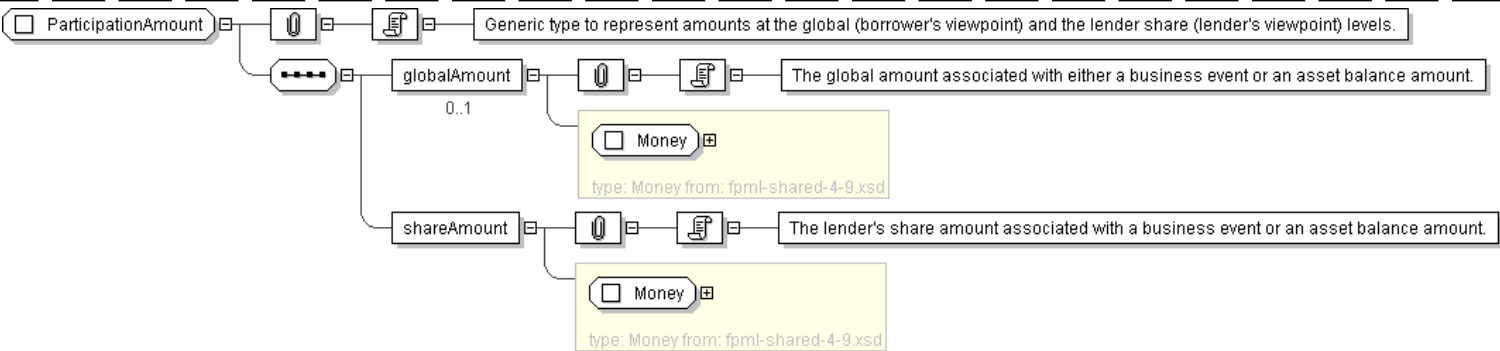 ParticipationAmount
Generic type to represent amounts at the global (borrower's viewpoint) and the lender share (lender's viewpoint) levels.
globalAmount
The global amount associated with either a business event or an asset balance amount.
0..1
Money
type: Money from: fpml-shared-4-9.xsd
shareAmount
The lender's share amount associated with a business event or an asset balance amount.
Money
type: Money from: fpml-shared-4-9.xsd